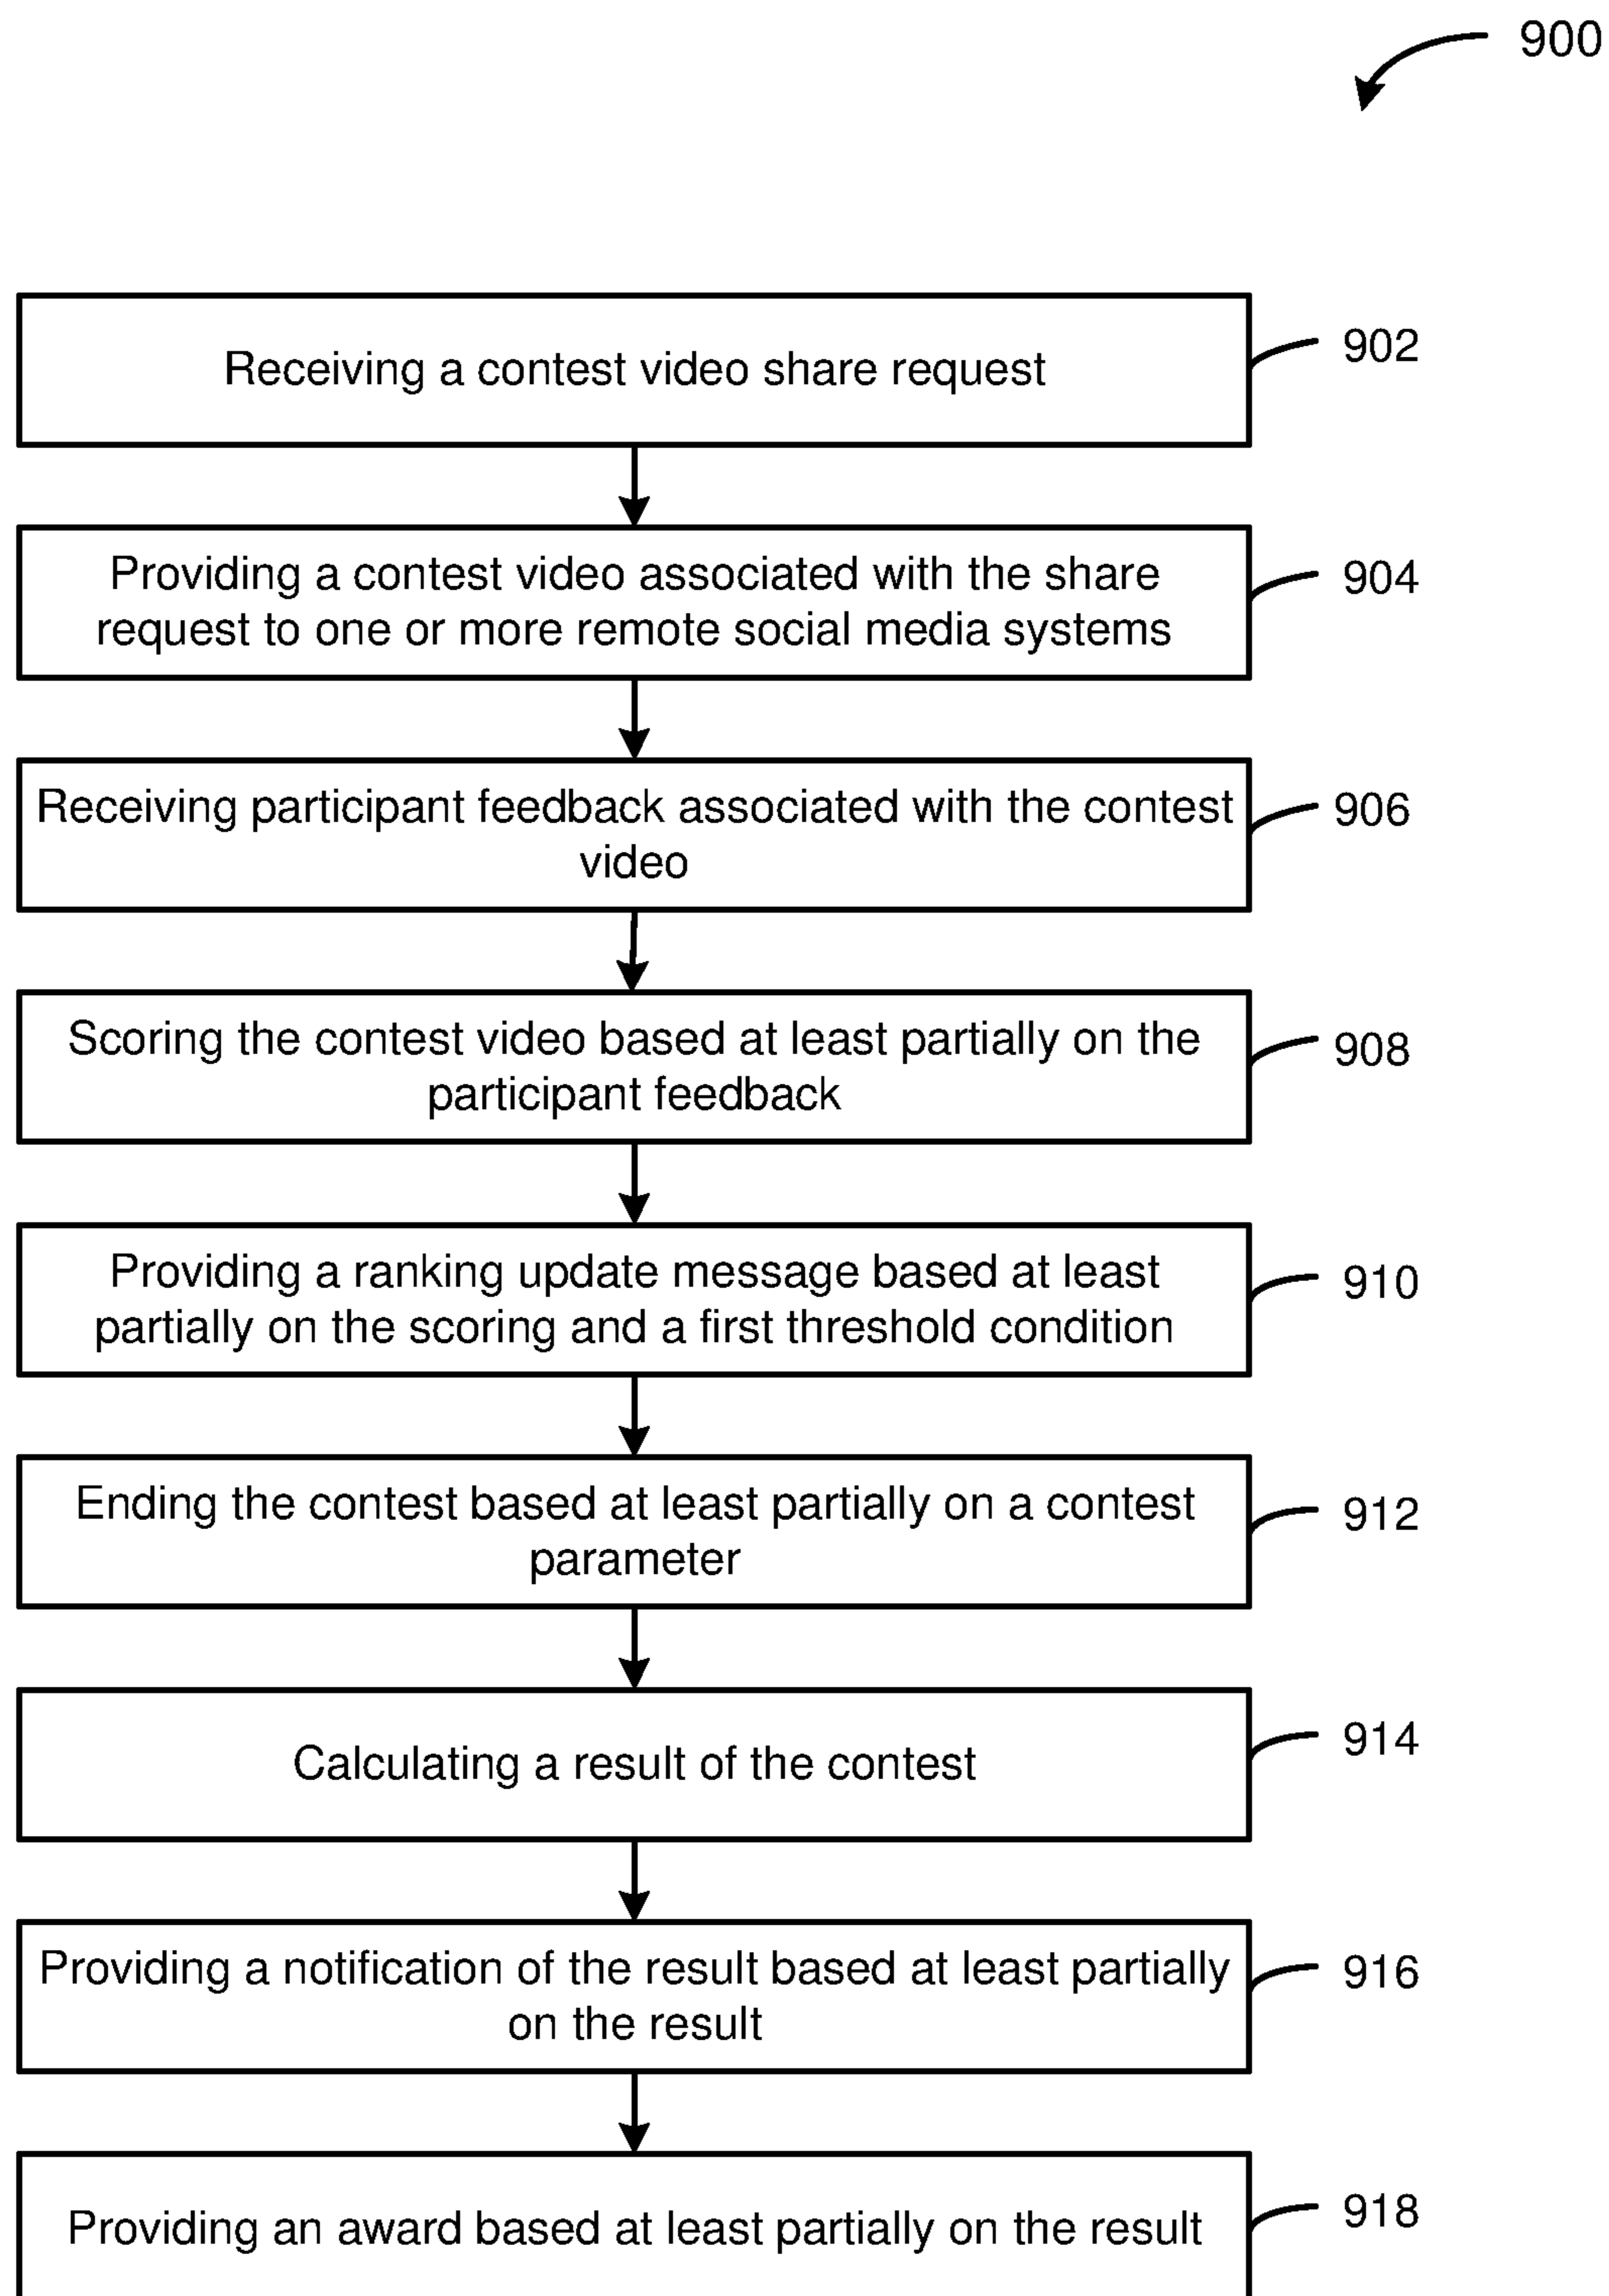 900
Receiving a contest video share request
902
Providing a contest video associated with the share
request to one or more remote social media systems
904
Receiving participant feedback associated with the contest
video
906
Scoring the contest video based at least partially on the
participant feedback
908
Providing a ranking update message based at least
partially on the scoring and a first threshold condition
910
Ending the contest based at least partially on a contest
parameter
912
Calculating a result of the contest
914
Providing a notification of the result based at least partially
on the result
916
Providing an award based at least partially on the result
918